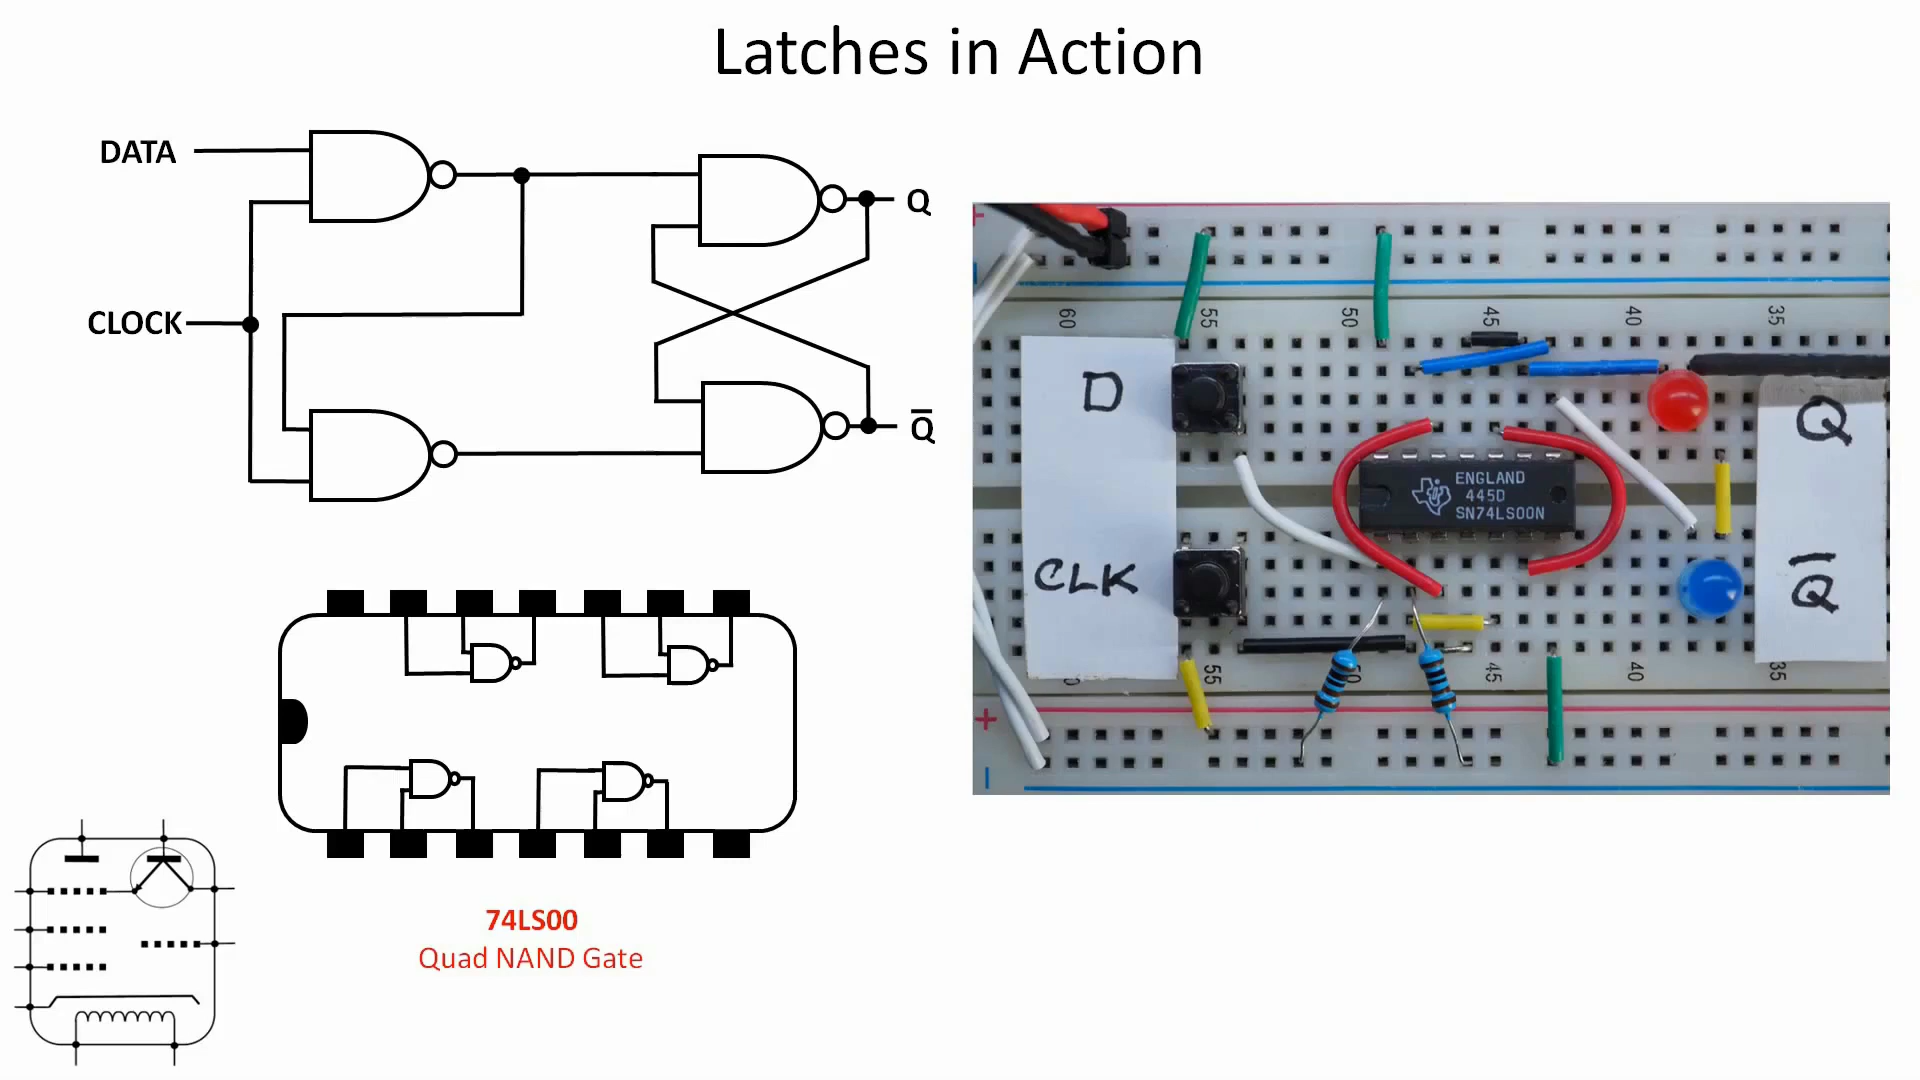 Latches in Action
DATA
CLOCK
Q
Q̅
74LS00
Quad NAND Gate
+
60
55
50
45
40
35
D
CLK
ENGLAND
445D
SN74LS00N
Q
Q̅
55
45
40
35
+
-